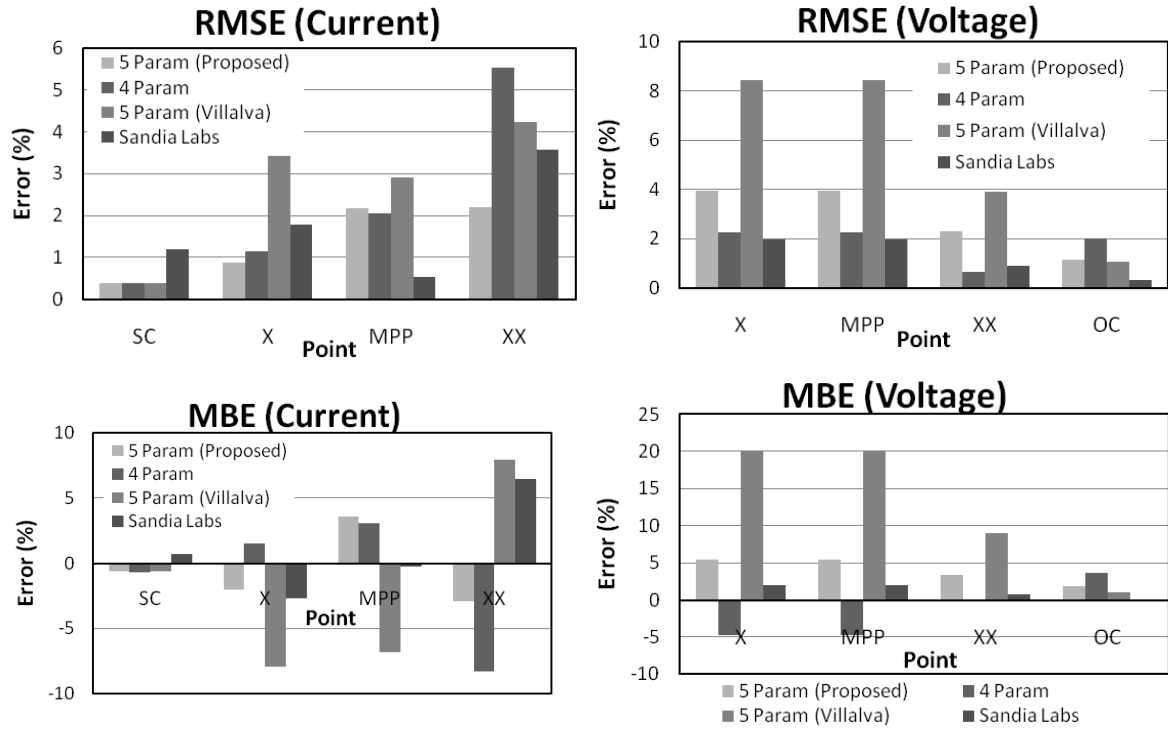 RMSE (Current)
6
5
4
3
2
1
0
Error (%)
5 Param (Proposed)
4 Param
5 Param (Villalva)
Sandia Labs
SC X MPP XX
Point
RMSE (Voltage)
10
8
6
4
2
0
Error (%)
5 Param (Proposed)
4 Param
5 Param (Villalva)
Sandia Labs
X MPP XX OC
Point
MBE (Current)
10
5
0
-5
-10
Error (%)
5 Param (Proposed)
4 Param
5 Param (Villalva)
Sandia Labs
SC X MPP XX
Point
MBE (Voltage)
25
20
15
10
5
0
-5
-10
Error (%)
X MPP XX OC
Point
5 Param (Proposed) 4 Param
5 Param (Villalva) Sandia Labs